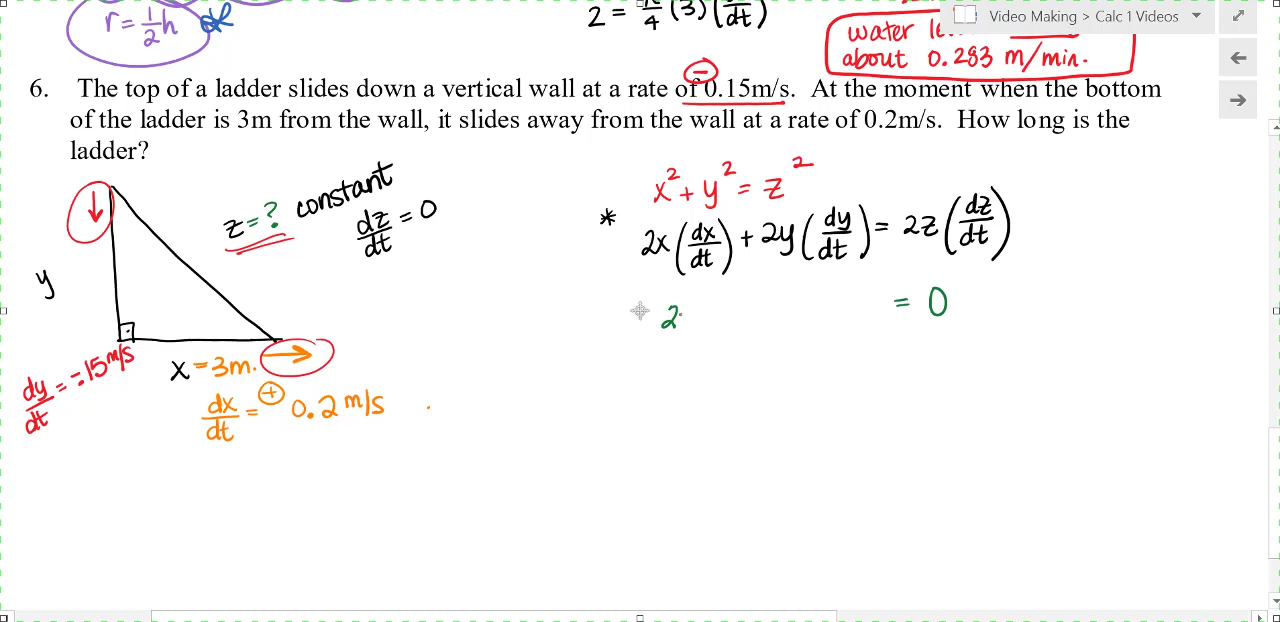 r = 1/2 h
2 = /4 (3) ( /dt)
water le
about 0.283 m/min.
Video Making > Calc 1 Videos
6. The top of a ladder slides down a vertical wall at a rate of 0.15m/s. At the moment when the bottom
of the ladder is 3m from the wall, it slides away from the wall at a rate of 0.2m/s. How long is the
ladder?
z = ? constant
dz/dt = 0
y
x = 3m.
dy/dt = -.15 m/s
dx/dt = + 0.2 m/s
x² + y² = z²
* 2x (dx/dt) + 2y (dy/dt) = 2z (dz/dt)
2 = 0